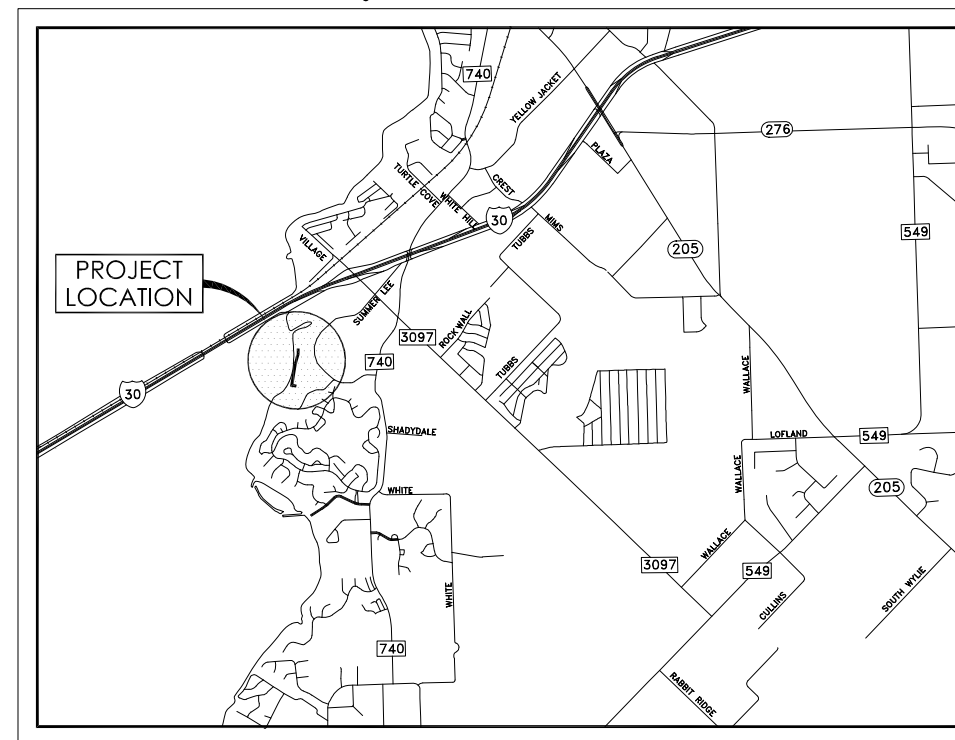 740
YELLOW JACKET
276
PLAZA
TURTLE COVE
WHITE HILL
CREST
30
MIMS
TUBBS
549
205
VILLAGE
PROJECT
LOCATION
SUMMER LEE
3097
ROCK WALL
740
TUBBS
30
WALLACE
SHADYDALE
LOFLAND
549
WALLACE
205
WHITE
WALLACE
3097
549
WHITE
CULLINS
SOUTH WYLIE
740
RABBIT RIDGE